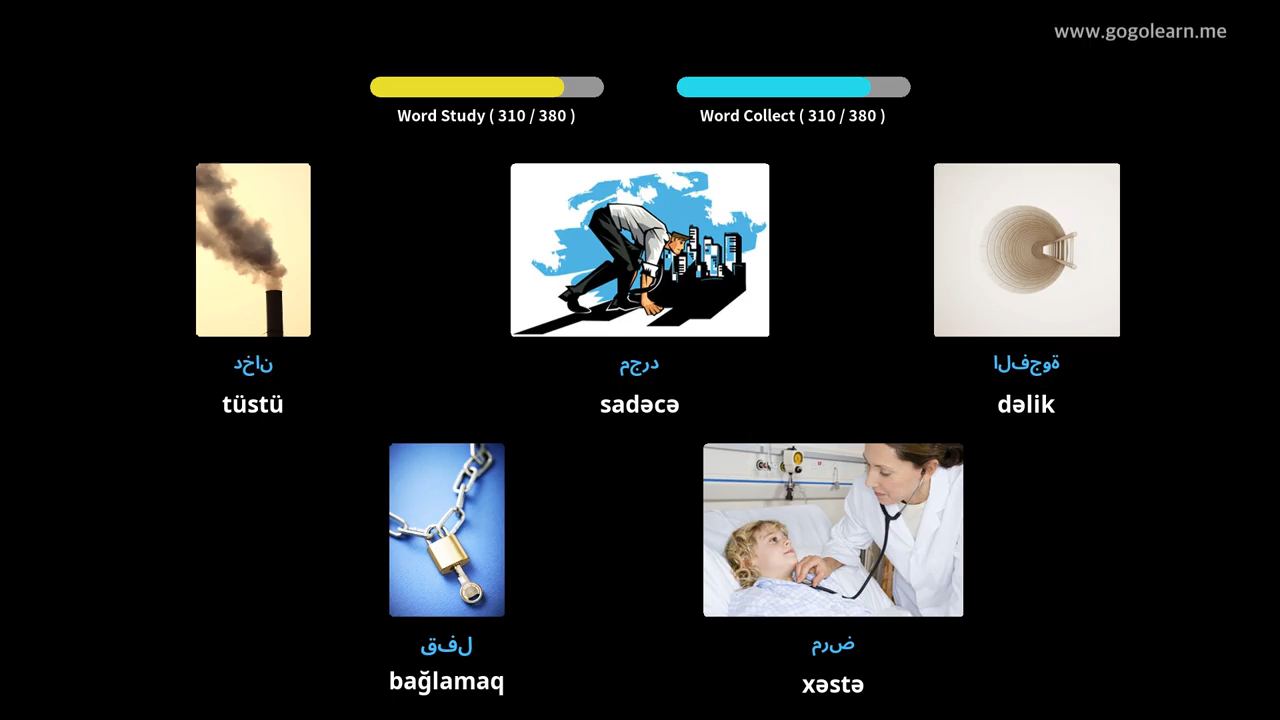 www.gogolearn.me
Word Study ( 310 / 380 )
Word Collect ( 310 / 380 )
دخان
tüstü
مجرد
sadəcə
الفجوة
dəlik
قفل
bağlamaq
مرض
xəstə